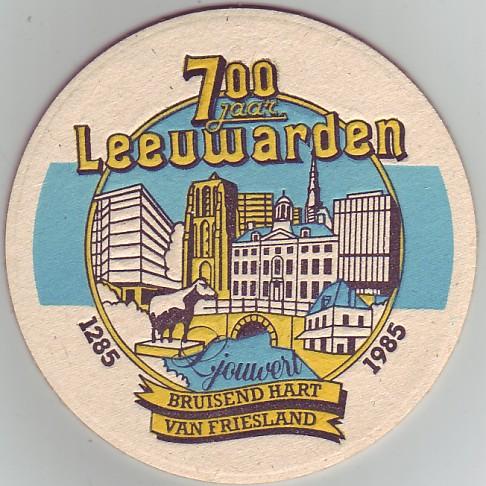 700
jaar
Leeuwarden
1285
1985
Ljouwert
BRUISEND HART
VAN FRIESLAND